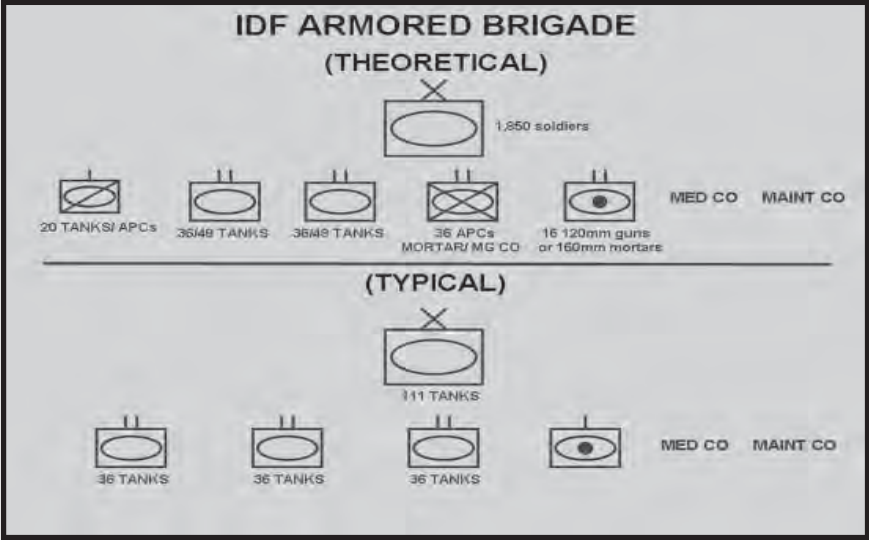 IDF ARMORED BRIGADE
(THEORETICAL)
1,850 soldiers
20 TANKS/ APCs
36/49 TANKS
36/49 TANKS
36 APCs
MORTAR/ MG CO
16 120mm guns
or 160mm mortars
MED CO
MAINT CO
(TYPICAL)
111 TANKS
36 TANKS
36 TANKS
36 TANKS
MED CO
MAINT CO